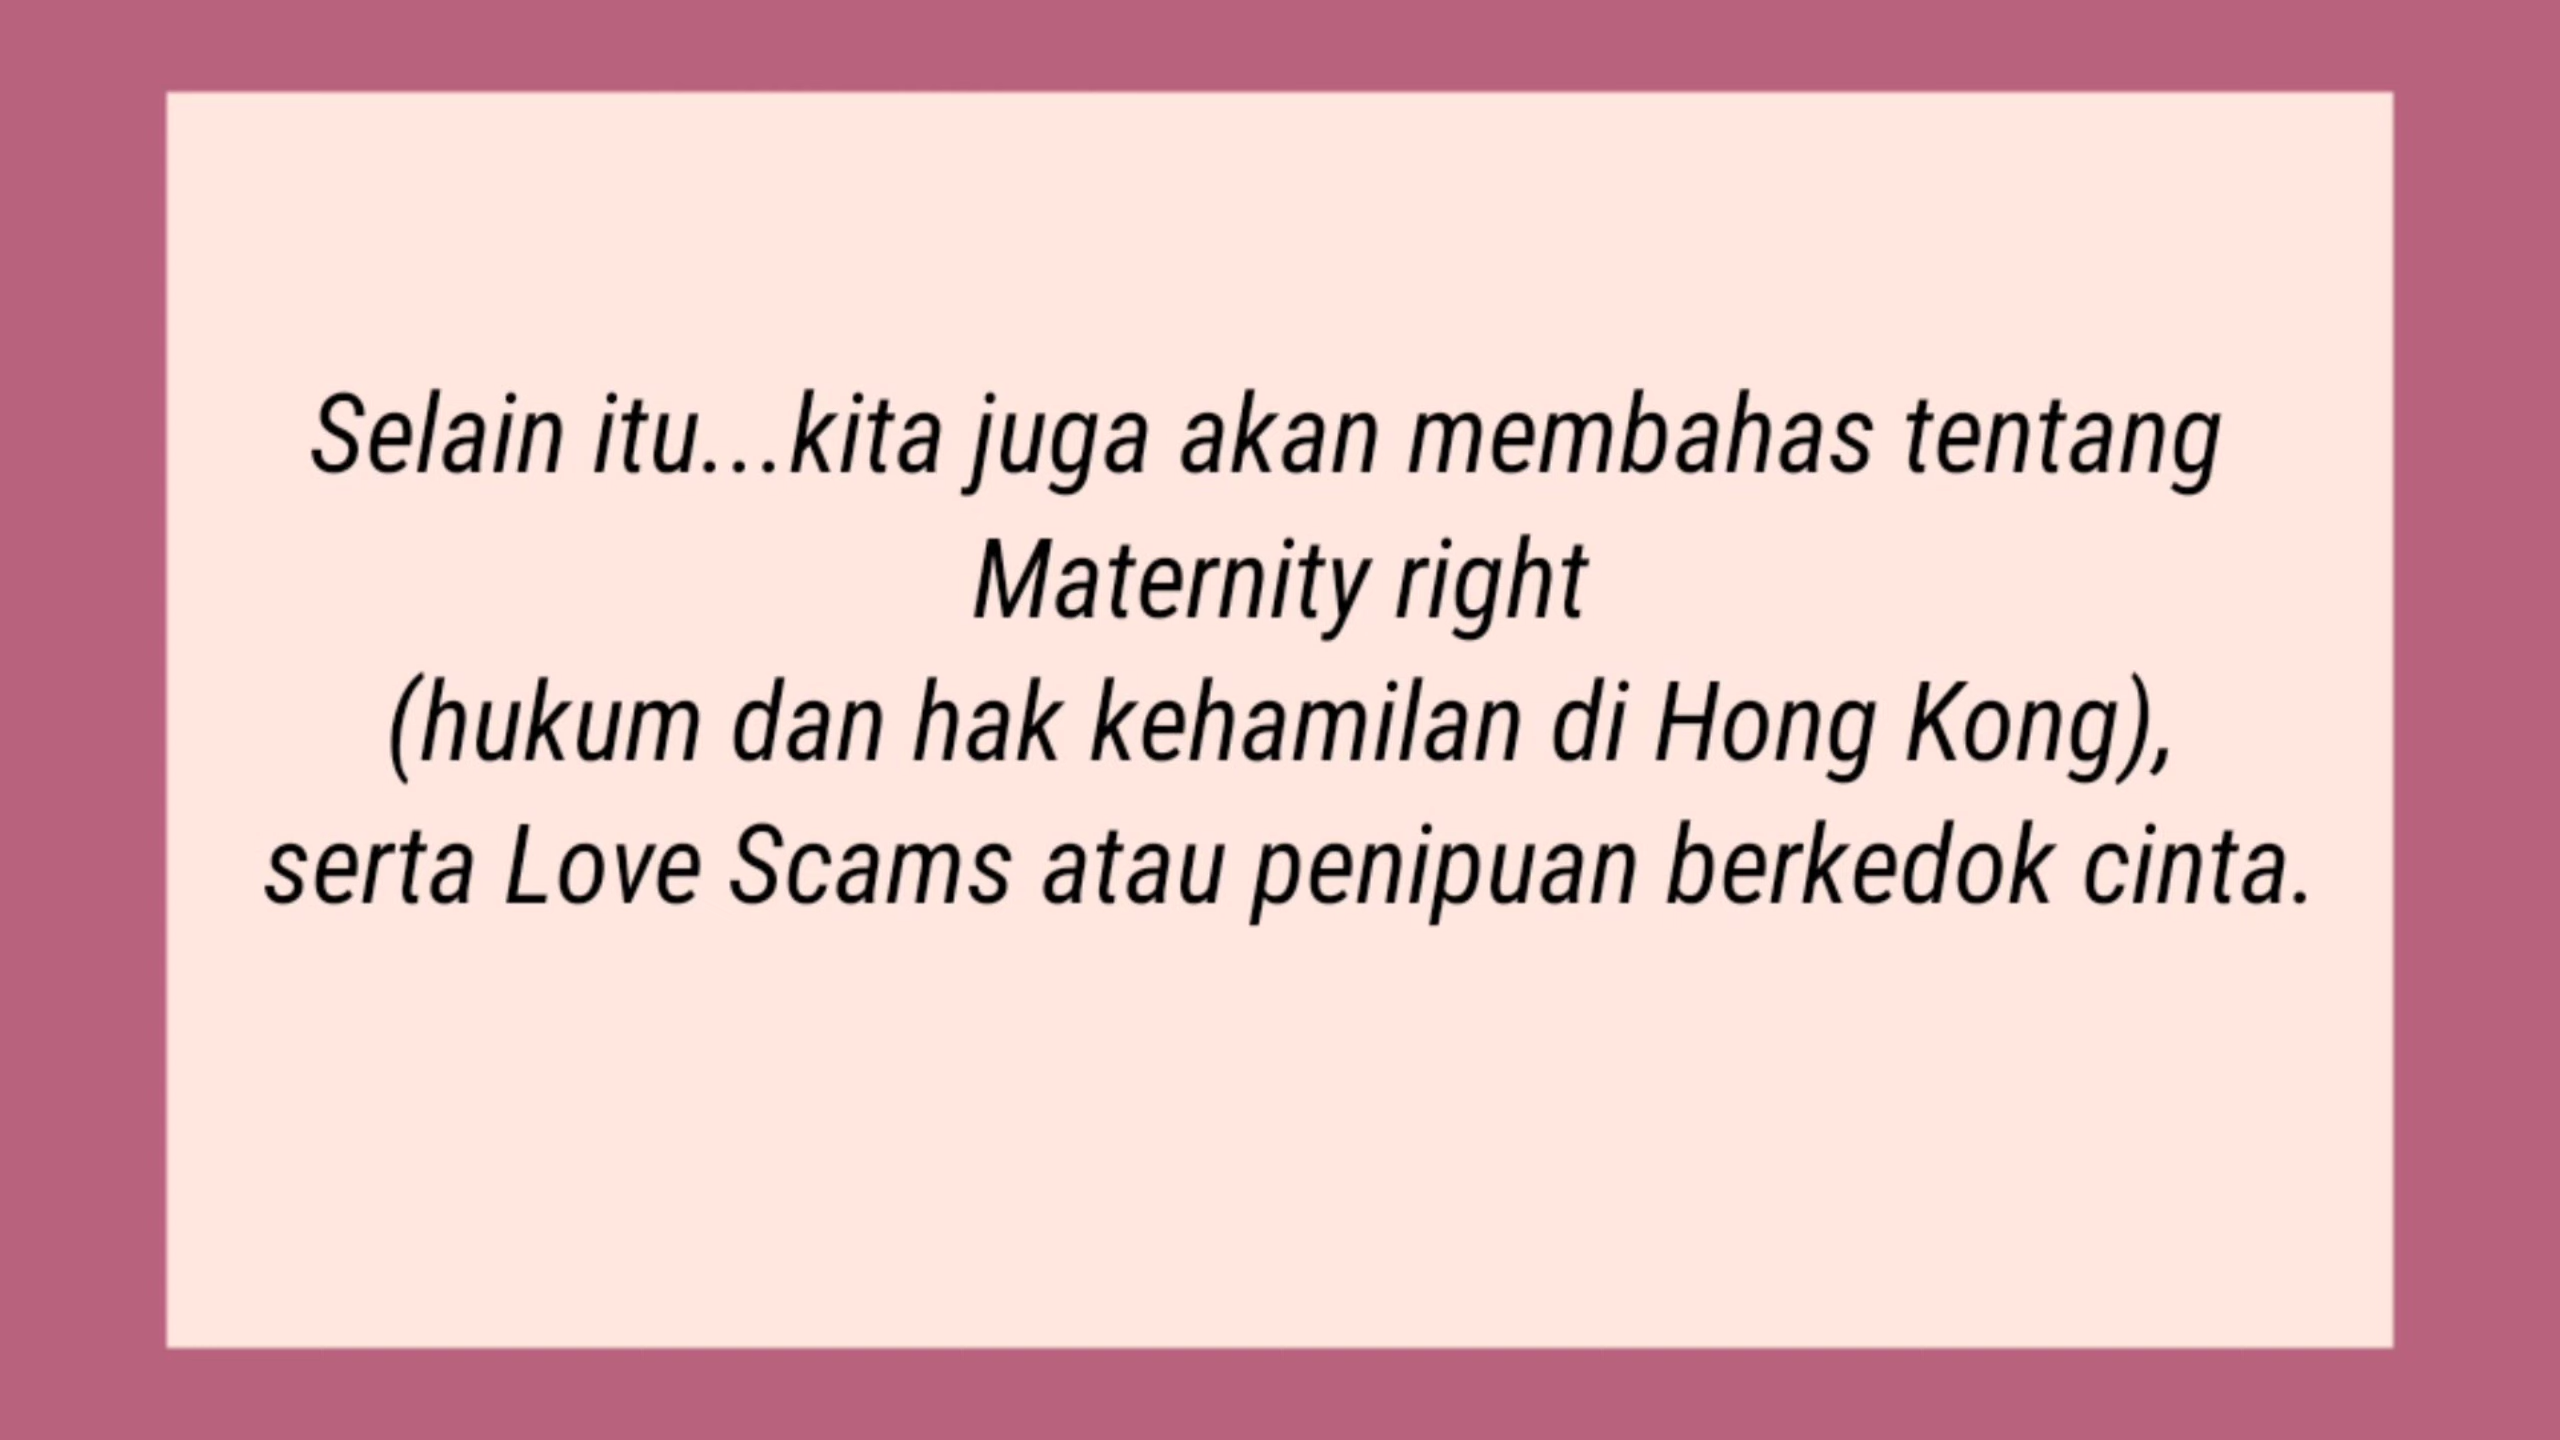 Selain itu...kita juga akan membahas tentang
Maternity right
(hukum dan hak kehamilan di Hong Kong),
serta Love Scams atau penipuan berkedok cinta.